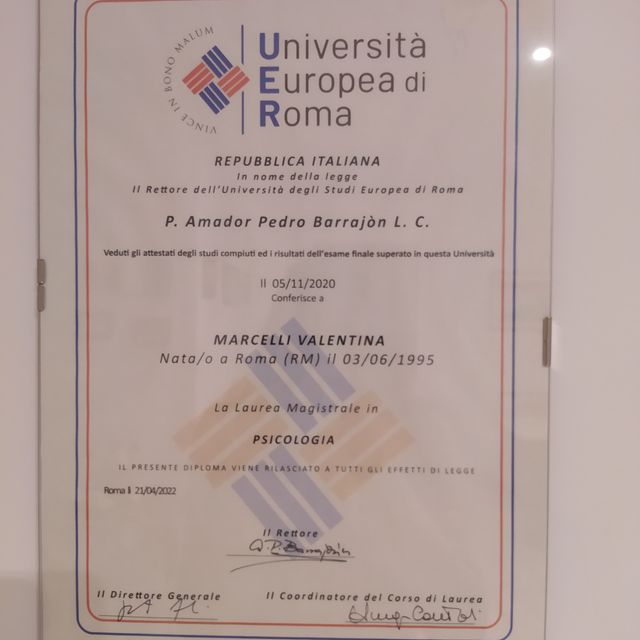 VINCE IN BONO MALUM
Università
Europea di
Roma
REPUBBLICA ITALIANA
In nome della legge
Il Rettore dell'Università degli Studi Europea di Roma
P. Amador Pedro Barrajòn L. C.
Veduti gli attestati degli studi compiuti ed i risultati dell'esame finale superato in questa Università
Il 05/11/2020
Conferisce a
MARCELLI VALENTINA
Nata/o a Roma (RM) il 03/06/1995
La Laurea Magistrale in
PSICOLOGIA
IL PRESENTE DIPLOMA VIENE RILASCIATO A TUTTI GLI EFFETTI DI LEGGE
Roma lì 21/04/2022
Il Rettore
Il Direttore Generale Il Coordinatore del Corso di Laurea